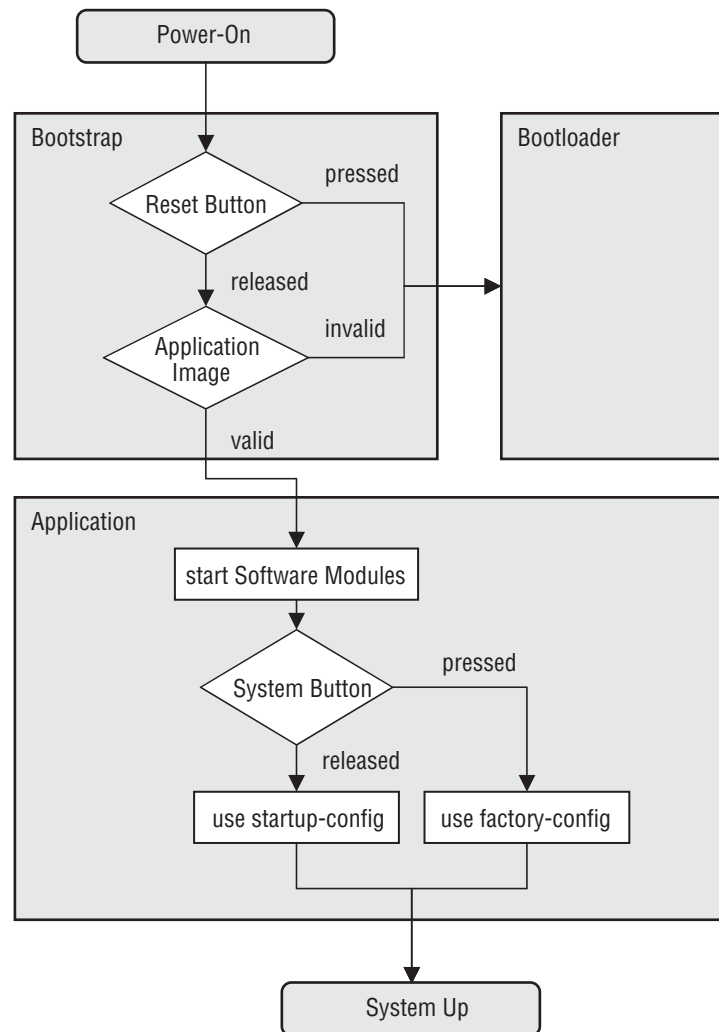 Power-On
Bootstrap
Bootloader
pressed
Reset Button
released
invalid
Application
Image
valid
Application
start Software Modules
pressed
System Button
released
use startup-config
use factory-config
System Up